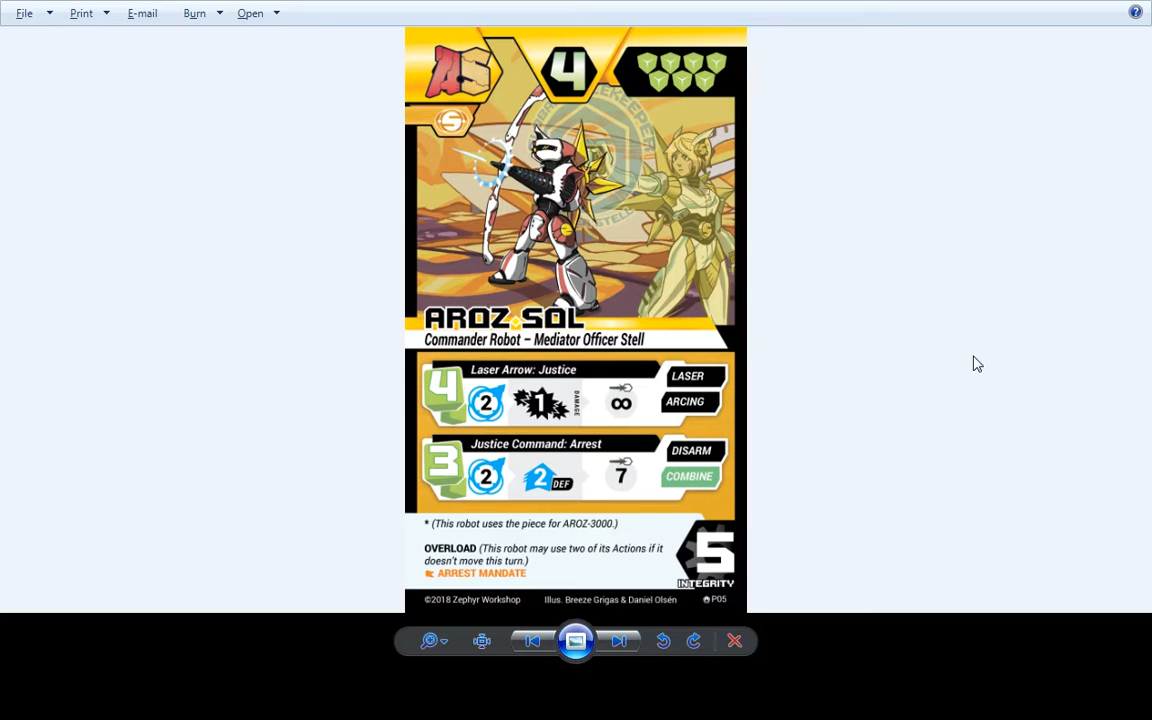 File Print E-mail Burn Open
AS 4
S
AROZ SOL
Commander Robot – Mediator Officer Stell
4 Laser Arrow: Justice LASER
2 1 DAMAGE ∞ ARCING
3 Justice Command: Arrest DISARM
2 2 DEF 7 COMBINE
* (This robot uses the piece for AROZ-3000.)
OVERLOAD (This robot may use two of its Actions if it
doesn't move this turn.)
ARREST MANDATE
5
INTEGRITY
©2018 Zephyr Workshop Illus. Breeze Grigas & Daniel Olsén P05